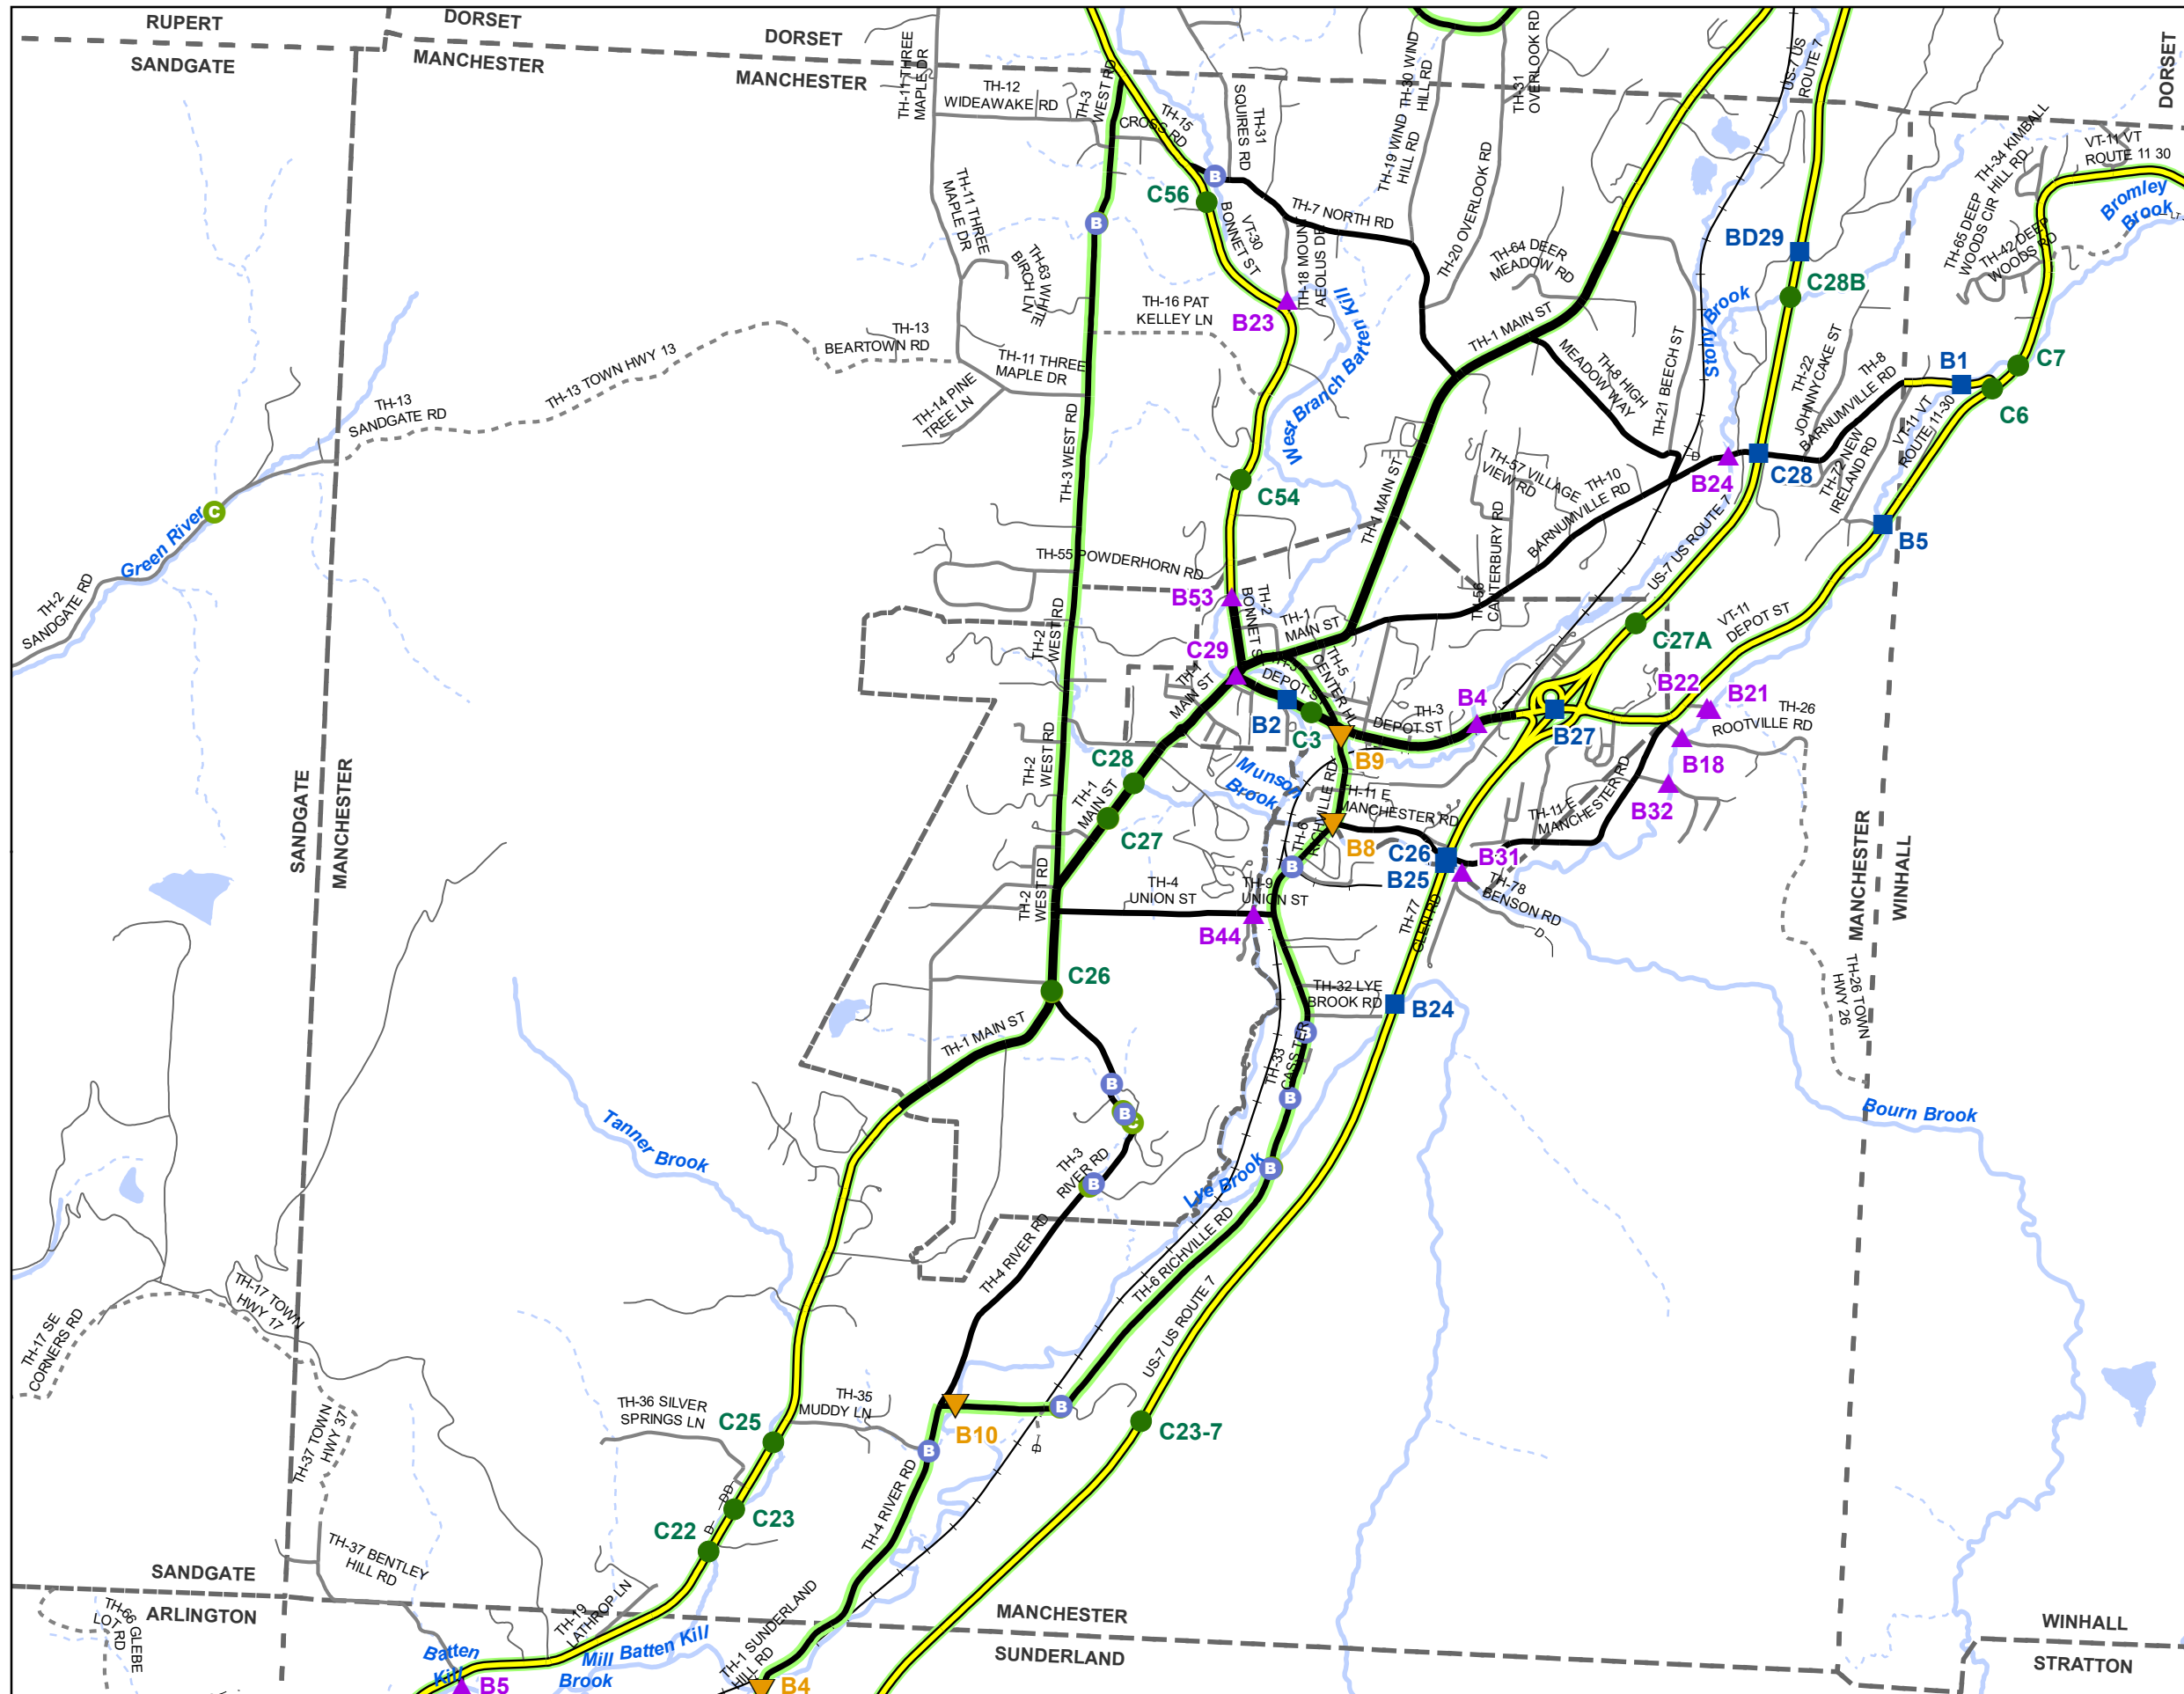 RUPERT
DORSET
DORSET
SANDGATE
MANCHESTER
MANCHESTER
DORSET
TH-11 THREE
MAPLE DR
TH-12
WIDEAWAKE RD
TH-3
WEST RD
TH-15
CROSS RD
SQUIRES RD
TH-31
TH-30 WIND
HILL RD
TH-19 WIND
HILL RD
TH-31
OVERLOOK RD
US-7 US
ROUTE 7
TH-34 KIMBALL
HILL RD
VT-11 VT
ROUTE 11 30
Bromley
Brook
TH-65 DEEP
WOODS CIR
TH-42 DEEP
WOODS RD
B
C56
VT-30
BONNET ST
TH-7 NORTH RD
TH-18 MOUNT
AEOLUS DR
TH-20 OVERLOOK RD
TH-64 DEER
MEADOW RD
BD29
C28B
B
TH-11 THREE
MAPLE DR
TH-63 WHITE
BIRCH LN
TH-16 PAT
KELLEY LN
B23
West Branch Batten Kill
TH-1 MAIN ST
Stony Brook
TH-13
BEARTOWN RD
TH-11 THREE
MAPLE DR
TH-14 PINE
TREE LN
TH-13 TOWN HWY 13
TH-13
SANDGATE RD
TH-8 HIGH
MEADOW WAY
TH-21 BEECH ST
TH-22
JOHNNYCAKE ST
TH-8
BARNUMVILLE RD
B1
C7
C6
VT-11 VT
ROUTE 11-30
TH-72 NEW
IRELAND RD
TH-3 WEST RD
C54
TH-1 MAIN ST
TH-57 VILLAGE
VIEW RD
TH-10
BARNUMVILLE RD
D
B24
C28
B5
C
Green River
TH-2
SANDGATE RD
TH-55 POWDERHORN RD
TH-56
CANTERBURY RD
US-7 US ROUTE 7
B53
TH-2
BONNET ST
TH-1
MAIN ST
TH-2
WEST RD
C29
C27A
VT-11
DEPOT ST
TH-1
MAIN ST
TH-3
DEPOT ST
TH-5
B2
C3
TH-3
DEPOT ST
B4
B27
B22
B21
TH-26
ROOTVILLE RD
B18
B32
B9
C28
TH-2
WEST RD
TH-1
MAIN ST
C27
Munson
Brook
TH-6
RICHVILLE RD
TH-11 E
MANCHESTER RD
TH-11 E
MANCHESTER RD
B8
C26
B25
B31
TH-78
BENSON RD
D
SANDGATE
MANCHESTER
MANCHESTER
WINHALL
B
TH-2
WEST RD
TH-4
UNION ST
TH-9
UNION ST
B44
TH-77
GLEN RD
C26
TH-32 LYE
BROOK RD
B24
TH-26 TOWN
HWY 26
TH-1 MAIN ST
B
TH-33
CASS TER
B
B
B
C
Bourn Brook
Tanner Brook
TH-3
RIVER RD
B
B
Lye Brook
TH-4 RIVER RD
TH-6 RICHVILLE RD
US-7 US ROUTE 7
TH-17 TOWN
HWY 17
TH-17 SE
CORNERS RD
TH-37 TOWN
HWY 37
TH-36 SILVER
SPRINGS LN
TH-35
MUDDY LN
C25
B10
B
B
D
C23-7
DD
C23
D
C22
TH-4 RIVER RD
TH-37 BENTLEY
HILL RD
SANDGATE
ARLINGTON
TH-66 GLEBE
LOT RD
TH-19
LATHROP LN
TH-1 SUNDERLAND
HILL RD
MANCHESTER
SUNDERLAND
WINHALL
STRATTON
Batten
Kill
Mill
Brook
Batten Kill
B5
B4